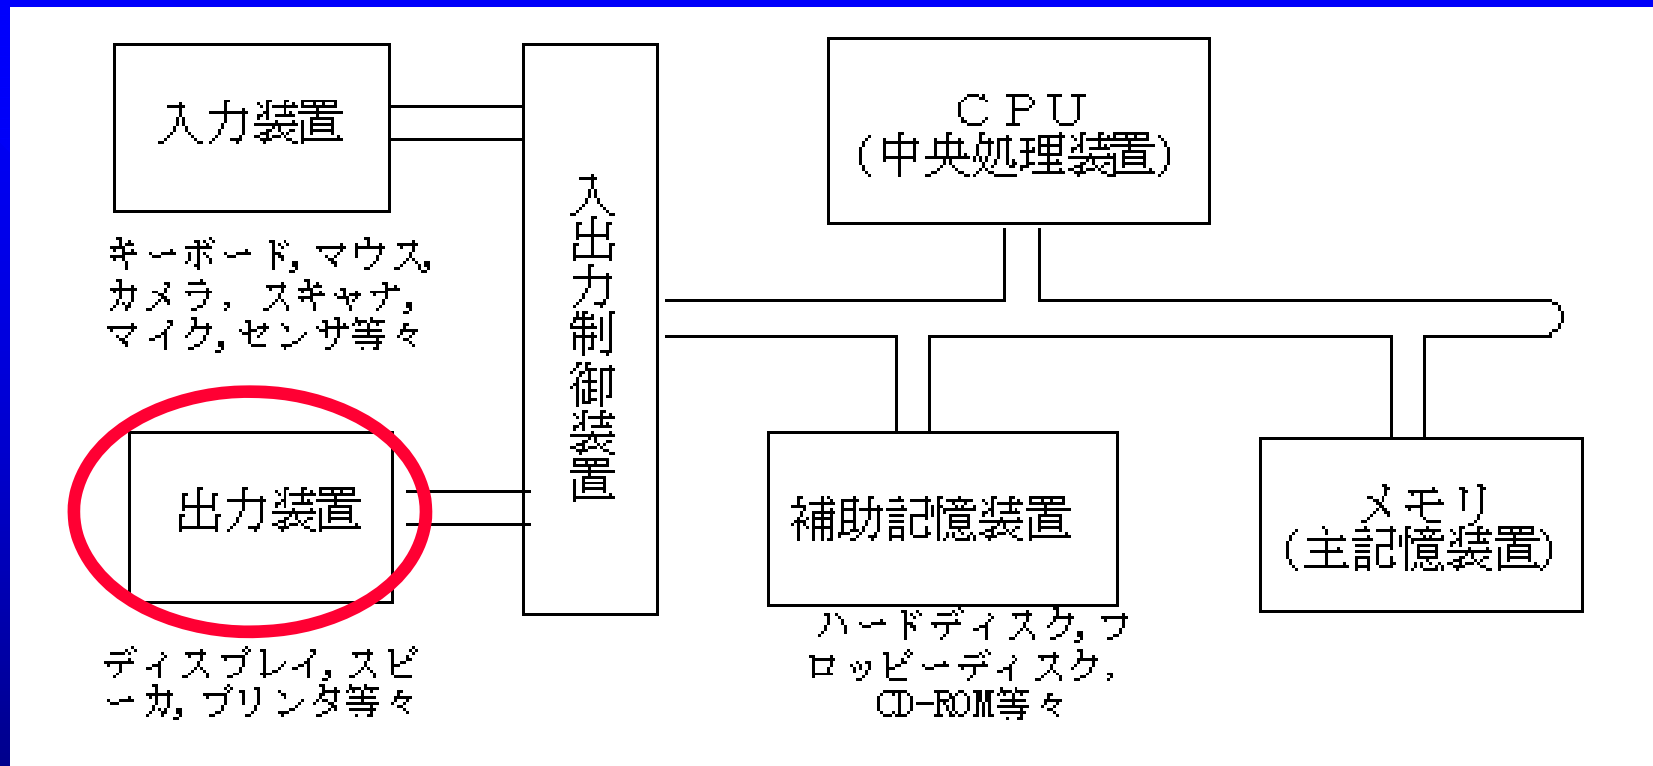 入力装置
キーボード,マウス,
カメラ, スキャナ,
マイク,センサ等々
出力装置
ディスプレイ,スピ
ーカ,プリンタ等々
入出力制御装置
CPU
(中央処理装置)
補助記憶装置
ハードディスク,フ
ロッピーディスク,
CD-ROM等々
メモリ
(主記憶装置)